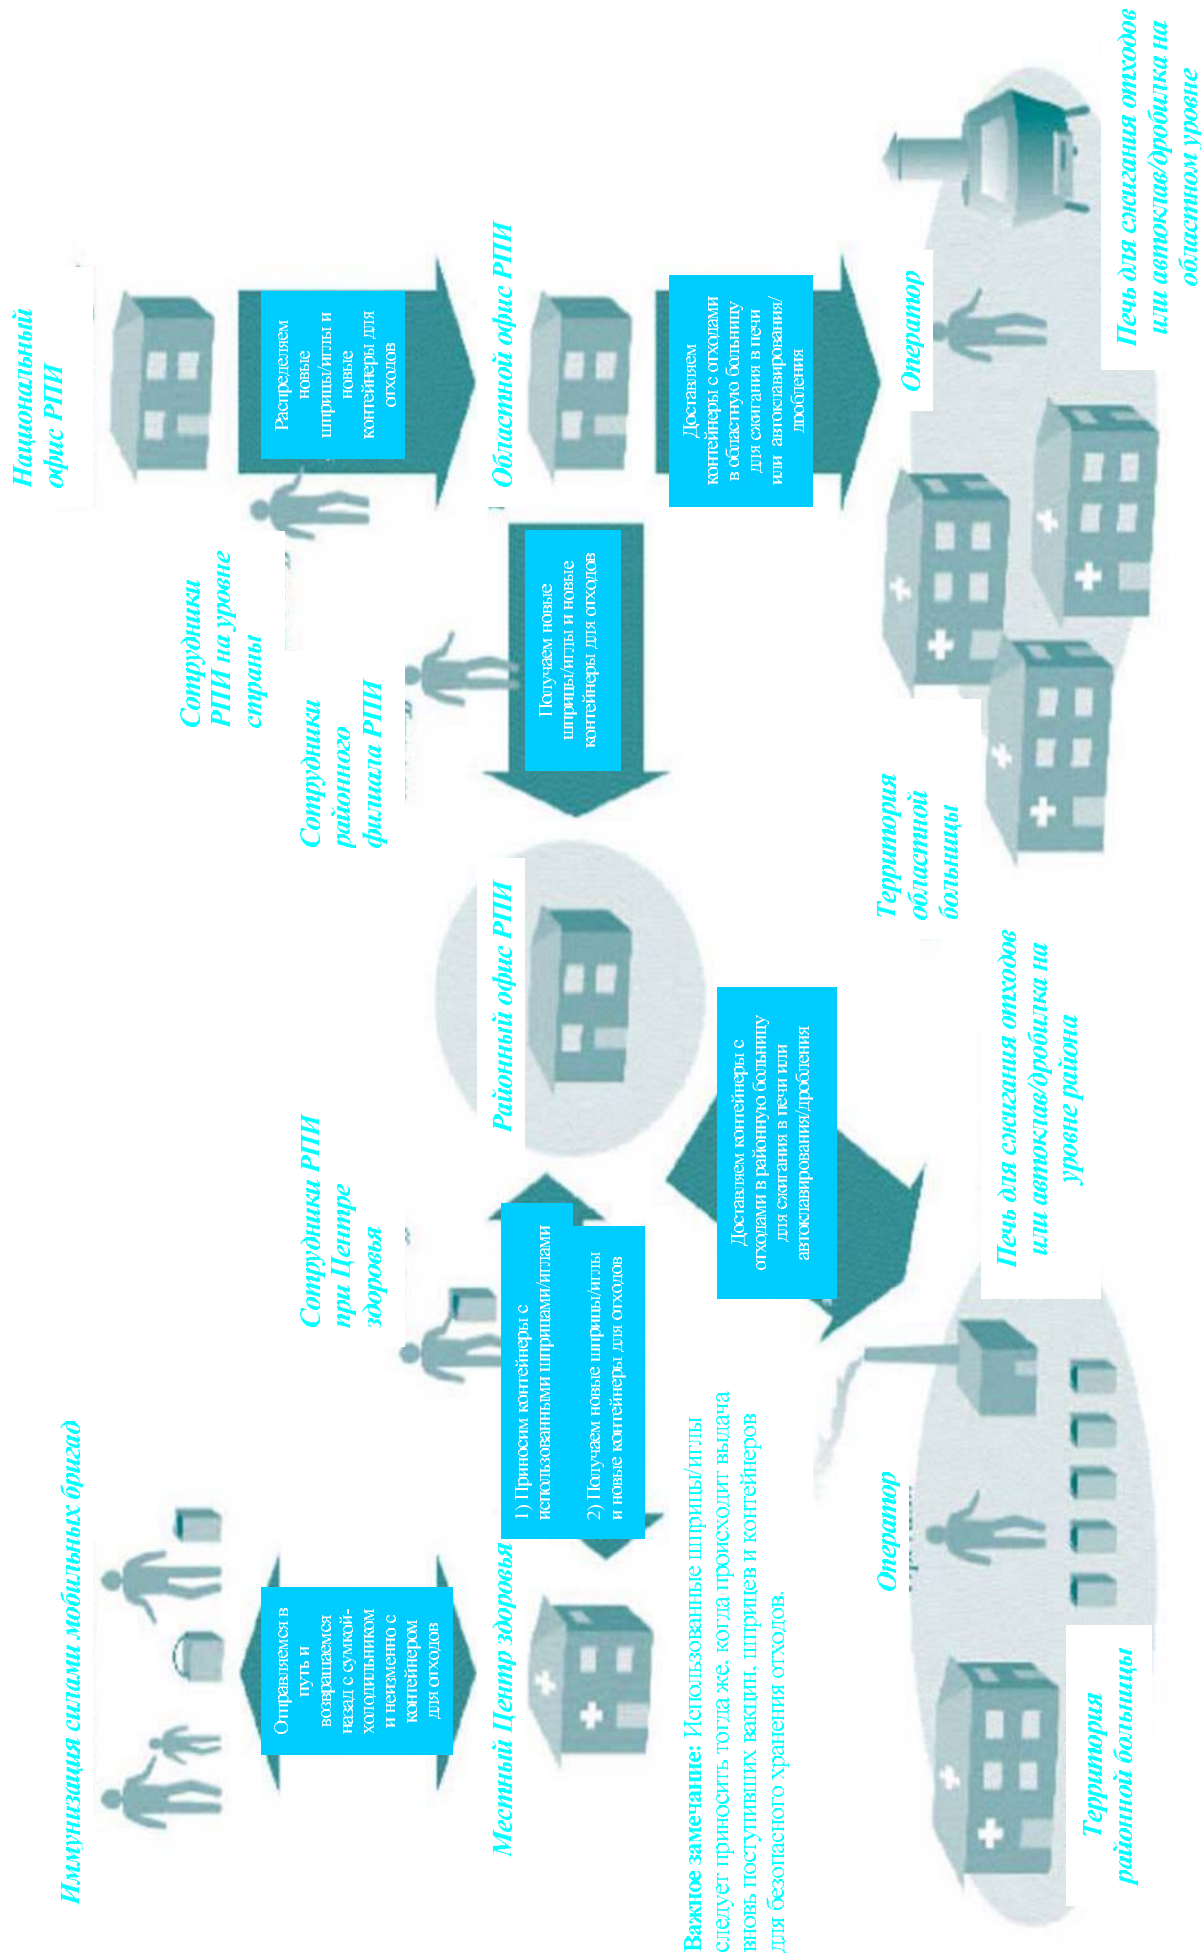 Иммунизация силами мобильных бригад
Отправляемся в
путь и
возвращаемся
назад с сумкой-
холодильником
и неизменно с
контейнером
для отходов
Местный Центр здоровья
Сотрудники РПИ
при Центре
здоровья
1) Приносим контейнеры с
использованными шприцами/иглами
2) Получаем новые шприцы/иглы
и новые контейнеры для отходов
Районный офис РПИ
Сотрудники
районного
филиала РПИ
Получаем новые
шприцы/иглы и новые
контейнеры для отходов
Сотрудники
РПИ на уровне
страны
Национальный
офис РПИ
Распределяем
новые
шприцы/иглы и
новые
контейнеры для
отходов
Областной офис РПИ
Доставляем
контейнеры с отходами
в областную больницу
для сжигания в печи
или автоклавирования/
дробления
Оператор
Печь для сжигания отходов
или автоклав/дробилка на
областном уровне
Территория
областной
больницы
Доставляем контейнеры с
отходами в районную больницу
для сжигания в печи или
автоклавирования/дробления
Печь для сжигания отходов
или автоклав/дробилка на
уровне района
Оператор
Территория
районной больницы
Важное замечание: Использованные шприцы/иглы
следует приносить тогда же, когда происходит выдача
вновь поступивших вакцин, шприцев и контейнеров
для безопасного хранения отходов.